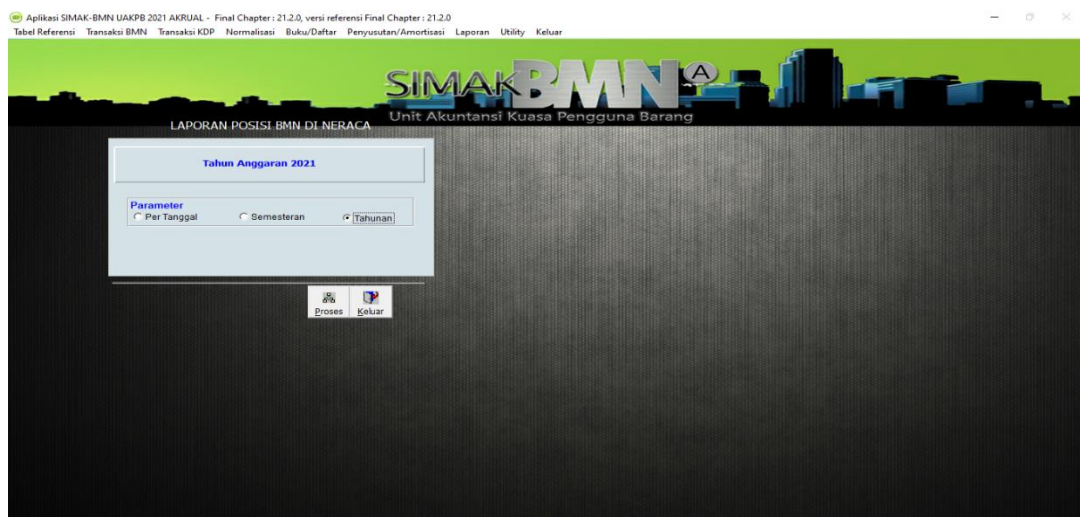 Aplikasi SIMAK-BMN UAKPB 2021 AKRUAL - Final Chapter : 21.2.0, versi referensi Final Chapter : 21.2.0
Tabel Referensi Transaksi BMN Transaksi KDP Normalisasi Buku/Daftar Penyusutan/Amortisasi Laporan Utility Keluar
SIMAK BMN A
Unit Akuntansi Kuasa Pengguna Barang
LAPORAN POSISI BMN DI NERACA
Tahun Anggaran 2021
Parameter
Per Tanggal Semesteran Tahunan
Proses Keluar